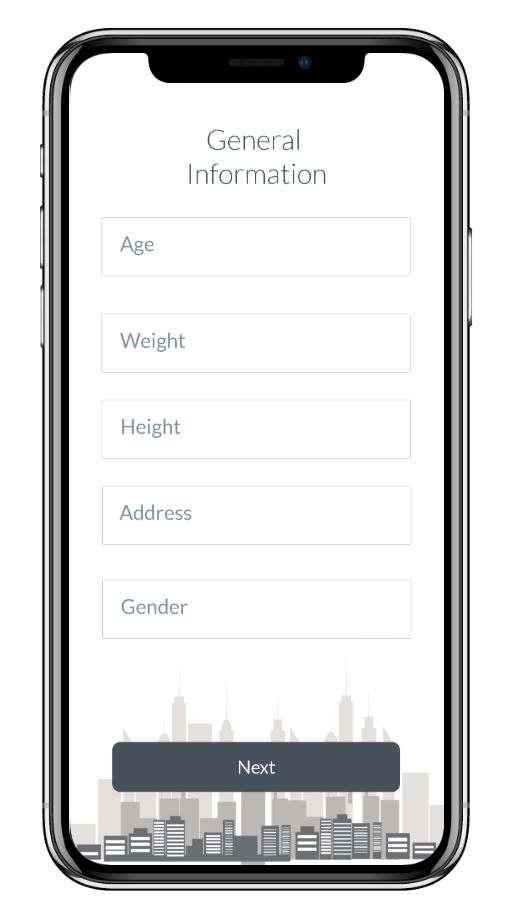 General
Information
Age
Weight
Height
Address
Gender
Next